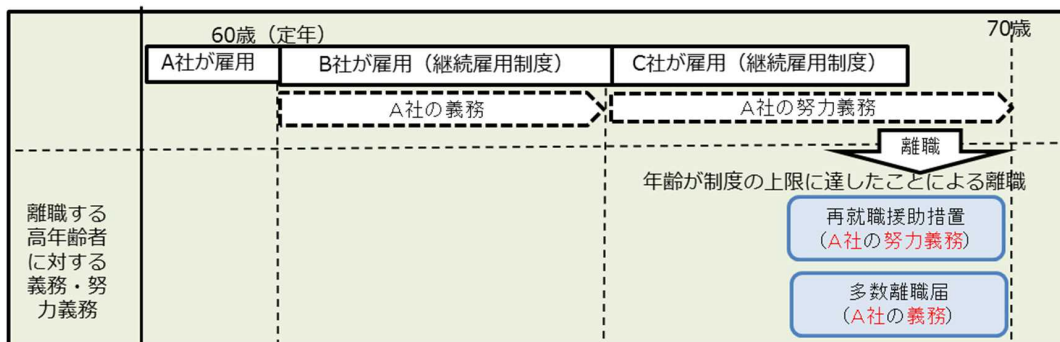 60歳（定年）
70歳
A社が雇用
B社が雇用（継続雇用制度）
C社が雇用（継続雇用制度）
A社の義務
A社の努力義務
離職
年齢が制度の上限に達したことによる離職
離職する
高年齢者
に対する
義務・努
力義務
再就職援助措置
(A社の努力義務)
多数離職届
(A社の義務)